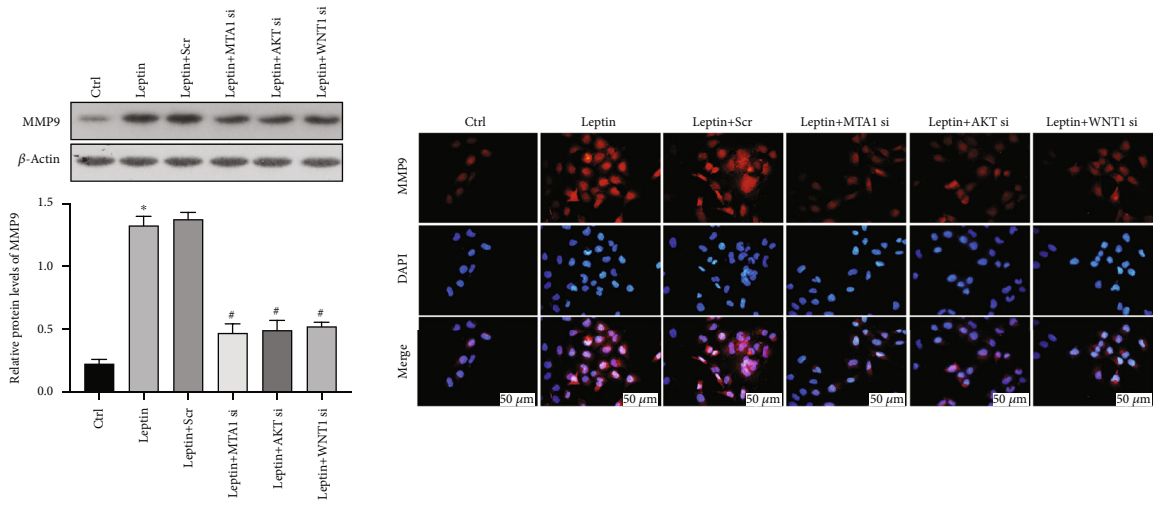 Ctrl
Leptin
Leptin+Scr
Leptin+MTA1 si
Leptin+AKT si
Leptin+WNT1 si
MMP9
β-Actin
Relative protein levels of MMP9
1.5
1.0
0.5
0.0
*
#
#
#
Ctrl
Leptin
Leptin+Scr
Leptin+MTA1 si
Leptin+AKT si
Leptin+WNT1 si
Ctrl
Leptin
Leptin+Scr
Leptin+MTA1 si
Leptin+AKT si
Leptin+WNT1 si
MMP9
DAPI
Merge
50 μm
50 μm
50 μm
50 μm
50 μm
50 μm